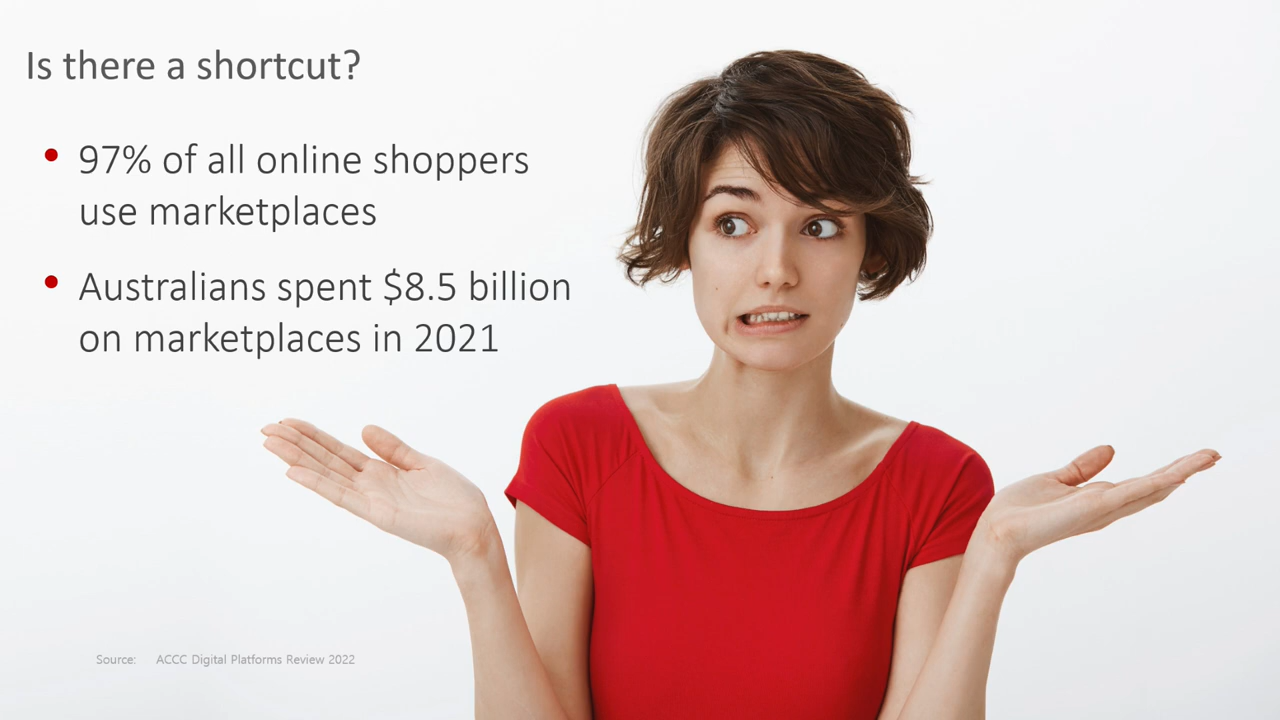 Is there a shortcut?
• 97% of all online shoppers
use marketplaces
• Australians spent $8.5 billion
on marketplaces in 2021
Source: ACCC Digital Platforms Review 2022